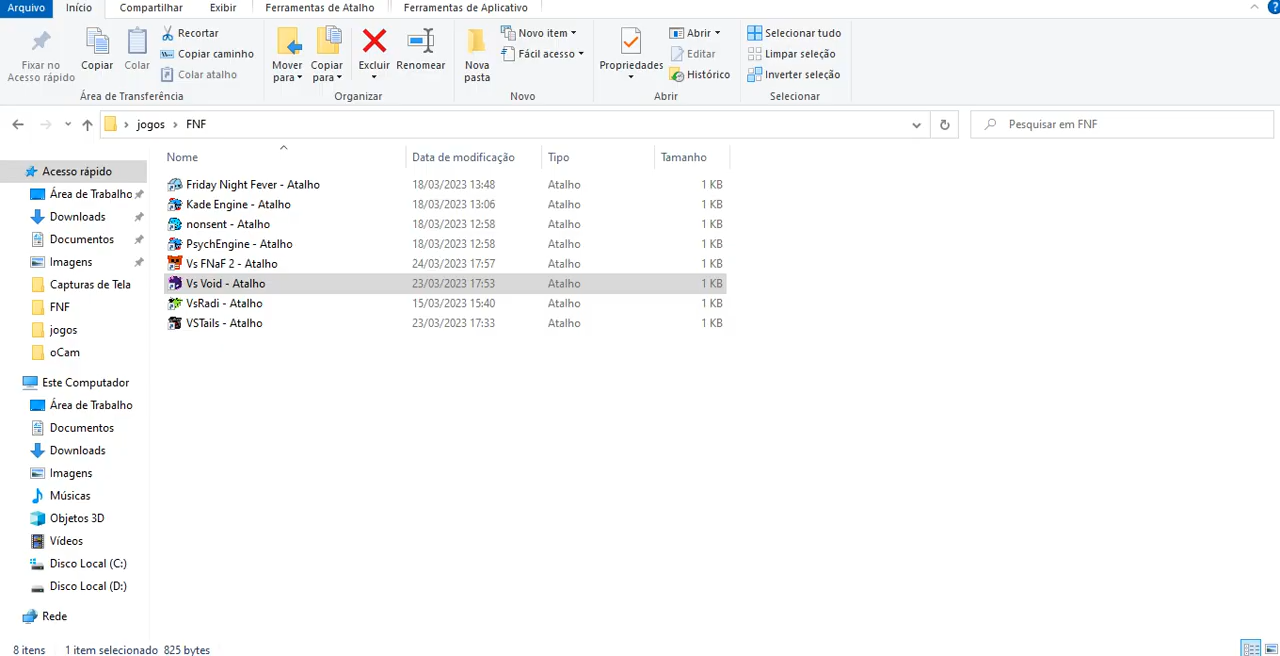 Arquivo Início Compartilhar Exibir Ferramentas de Atalho Ferramentas de Aplicativo
Fixar no
Acesso rápido
Copiar
Colar
Recortar
Copiar caminho
Colar atalho
Área de Transferência
Mover
para
Copiar
para
Excluir
Renomear
Organizar
Nova
pasta
Novo item
Fácil acesso
Novo
Propriedades
Abrir
Editar
Histórico
Abrir
Selecionar tudo
Limpar seleção
Inverter seleção
Selecionar
jogos › FNF
Pesquisar em FNF
Acesso rápido
Área de Trabalho
Downloads
Documentos
Imagens
Capturas de Tela
FNF
jogos
oCam
Este Computador
Área de Trabalho
Documentos
Downloads
Imagens
Músicas
Objetos 3D
Vídeos
Disco Local (C:)
Disco Local (D:)
Rede
Nome Data de modificação Tipo Tamanho
Friday Night Fever - Atalho 18/03/2023 13:48 Atalho 1 KB
Kade Engine - Atalho 18/03/2023 13:06 Atalho 1 KB
nonsent - Atalho 18/03/2023 12:58 Atalho 1 KB
PsychEngine - Atalho 18/03/2023 12:58 Atalho 1 KB
Vs FNaF 2 - Atalho 24/03/2023 17:57 Atalho 1 KB
Vs Void - Atalho 23/03/2023 17:53 Atalho 1 KB
VsRadi - Atalho 15/03/2023 15:40 Atalho 1 KB
VSTails - Atalho 23/03/2023 17:33 Atalho 1 KB
8 itens 1 item selecionado 825 bytes